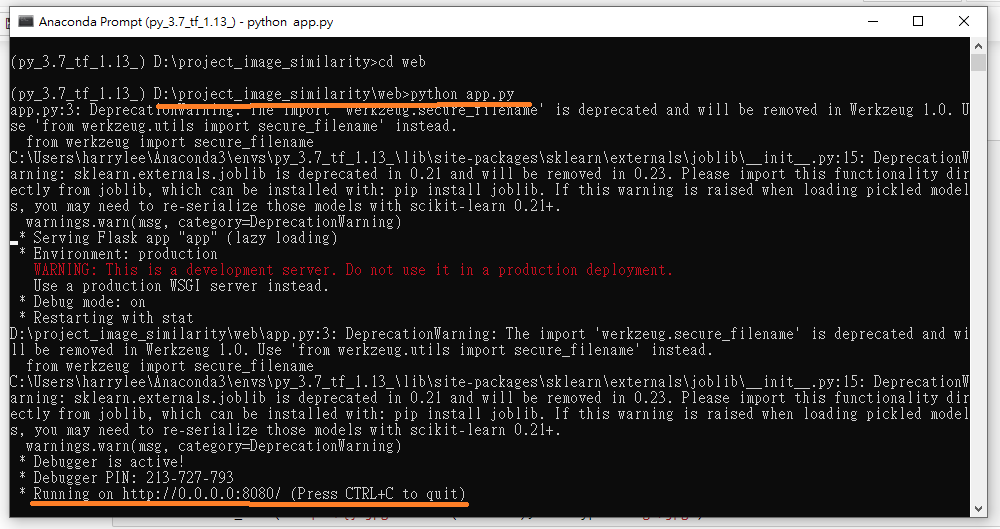 Anaconda Prompt (py_3.7_tf_1.13_) - python app.py
(py_3.7_tf_1.13_) D:\project_image_similarity>cd web
(py_3.7_tf_1.13_) D:\project_image_similarity\web>python app.py
app.py:3: DeprecationWarning: The import 'werkzeug.secure_filename' is deprecated and will be removed in Werkzeug 1.0. U
se 'from werkzeug.utils import secure_filename' instead.
from werkzeug import secure_filename
C:\Users\harrylee\Anaconda3\envs\py_3.7_tf_1.13_\lib\site-packages\sklearn\externals\joblib\__init__.py:15: DeprecationW
arning: sklearn.externals.joblib is deprecated in 0.21 and will be removed in 0.23. Please import this functionality dir
ectly from joblib, which can be installed with: pip install joblib. If this warning is raised when loading pickled model
s, you may need to re-serialize those models with scikit-learn 0.21+.
warnings.warn(msg, category=DeprecationWarning)
* Serving Flask app "app" (lazy loading)
* Environment: production
WARNING: This is a development server. Do not use it in a production deployment.
Use a production WSGI server instead.
* Debug mode: on
* Restarting with stat
D:\project_image_similarity\web\app.py:3: DeprecationWarning: The import 'werkzeug.secure_filename' is deprecated and wi
ll be removed in Werkzeug 1.0. Use 'from werkzeug.utils import secure_filename' instead.
from werkzeug import secure_filename
C:\Users\harrylee\Anaconda3\envs\py_3.7_tf_1.13_\lib\site-packages\sklearn\externals\joblib\__init__.py:15: DeprecationW
arning: sklearn.externals.joblib is deprecated in 0.21 and will be removed in 0.23. Please import this functionality dir
ectly from joblib, which can be installed with: pip install joblib. If this warning is raised when loading pickled model
s, you may need to re-serialize those models with scikit-learn 0.21+.
warnings.warn(msg, category=DeprecationWarning)
* Debugger is active!
* Debugger PIN: 213-727-793
* Running on http://0.0.0.0:8080/ (Press CTRL+C to quit)